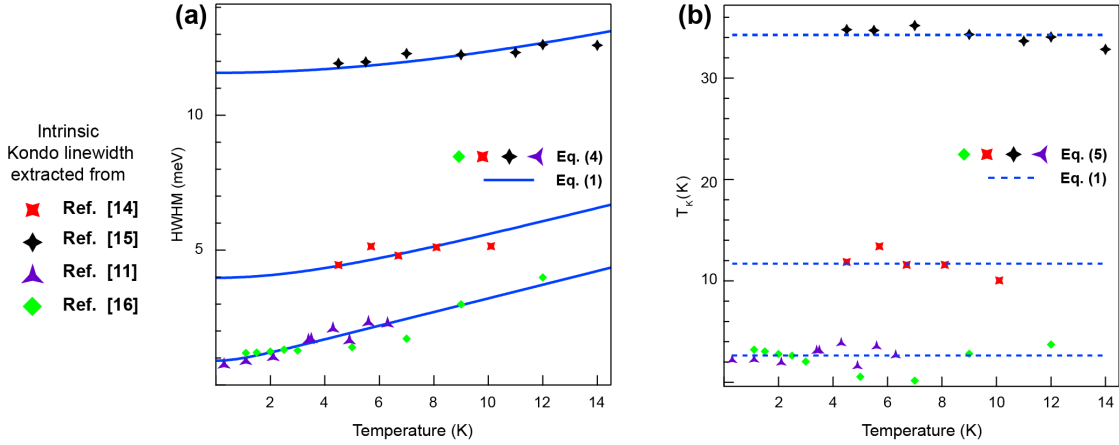 (a)
(b)
Intrinsic
Kondo linewidth
extracted from
Ref. [14]
Ref. [15]
Ref. [11]
Ref. [16]
HWHM (meV)
10
5
Eq. (4)
Eq. (1)
2 4 6 8 10 12 14
Temperature (K)
TK(K)
30
20
10
Eq. (5)
Eq. (1)
2 4 6 8 10 12 14
Temperature (K)